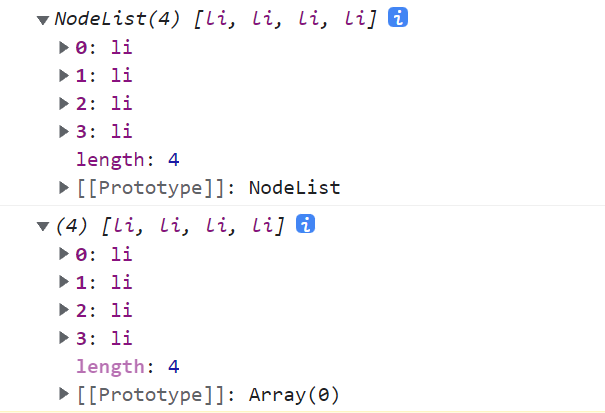 NodeList(4) [li, li, li, li] i
0: li
1: li
2: li
3: li
length: 4
[[Prototype]]: NodeList
(4) [li, li, li, li] i
0: li
1: li
2: li
3: li
length: 4
[[Prototype]]: Array(0)